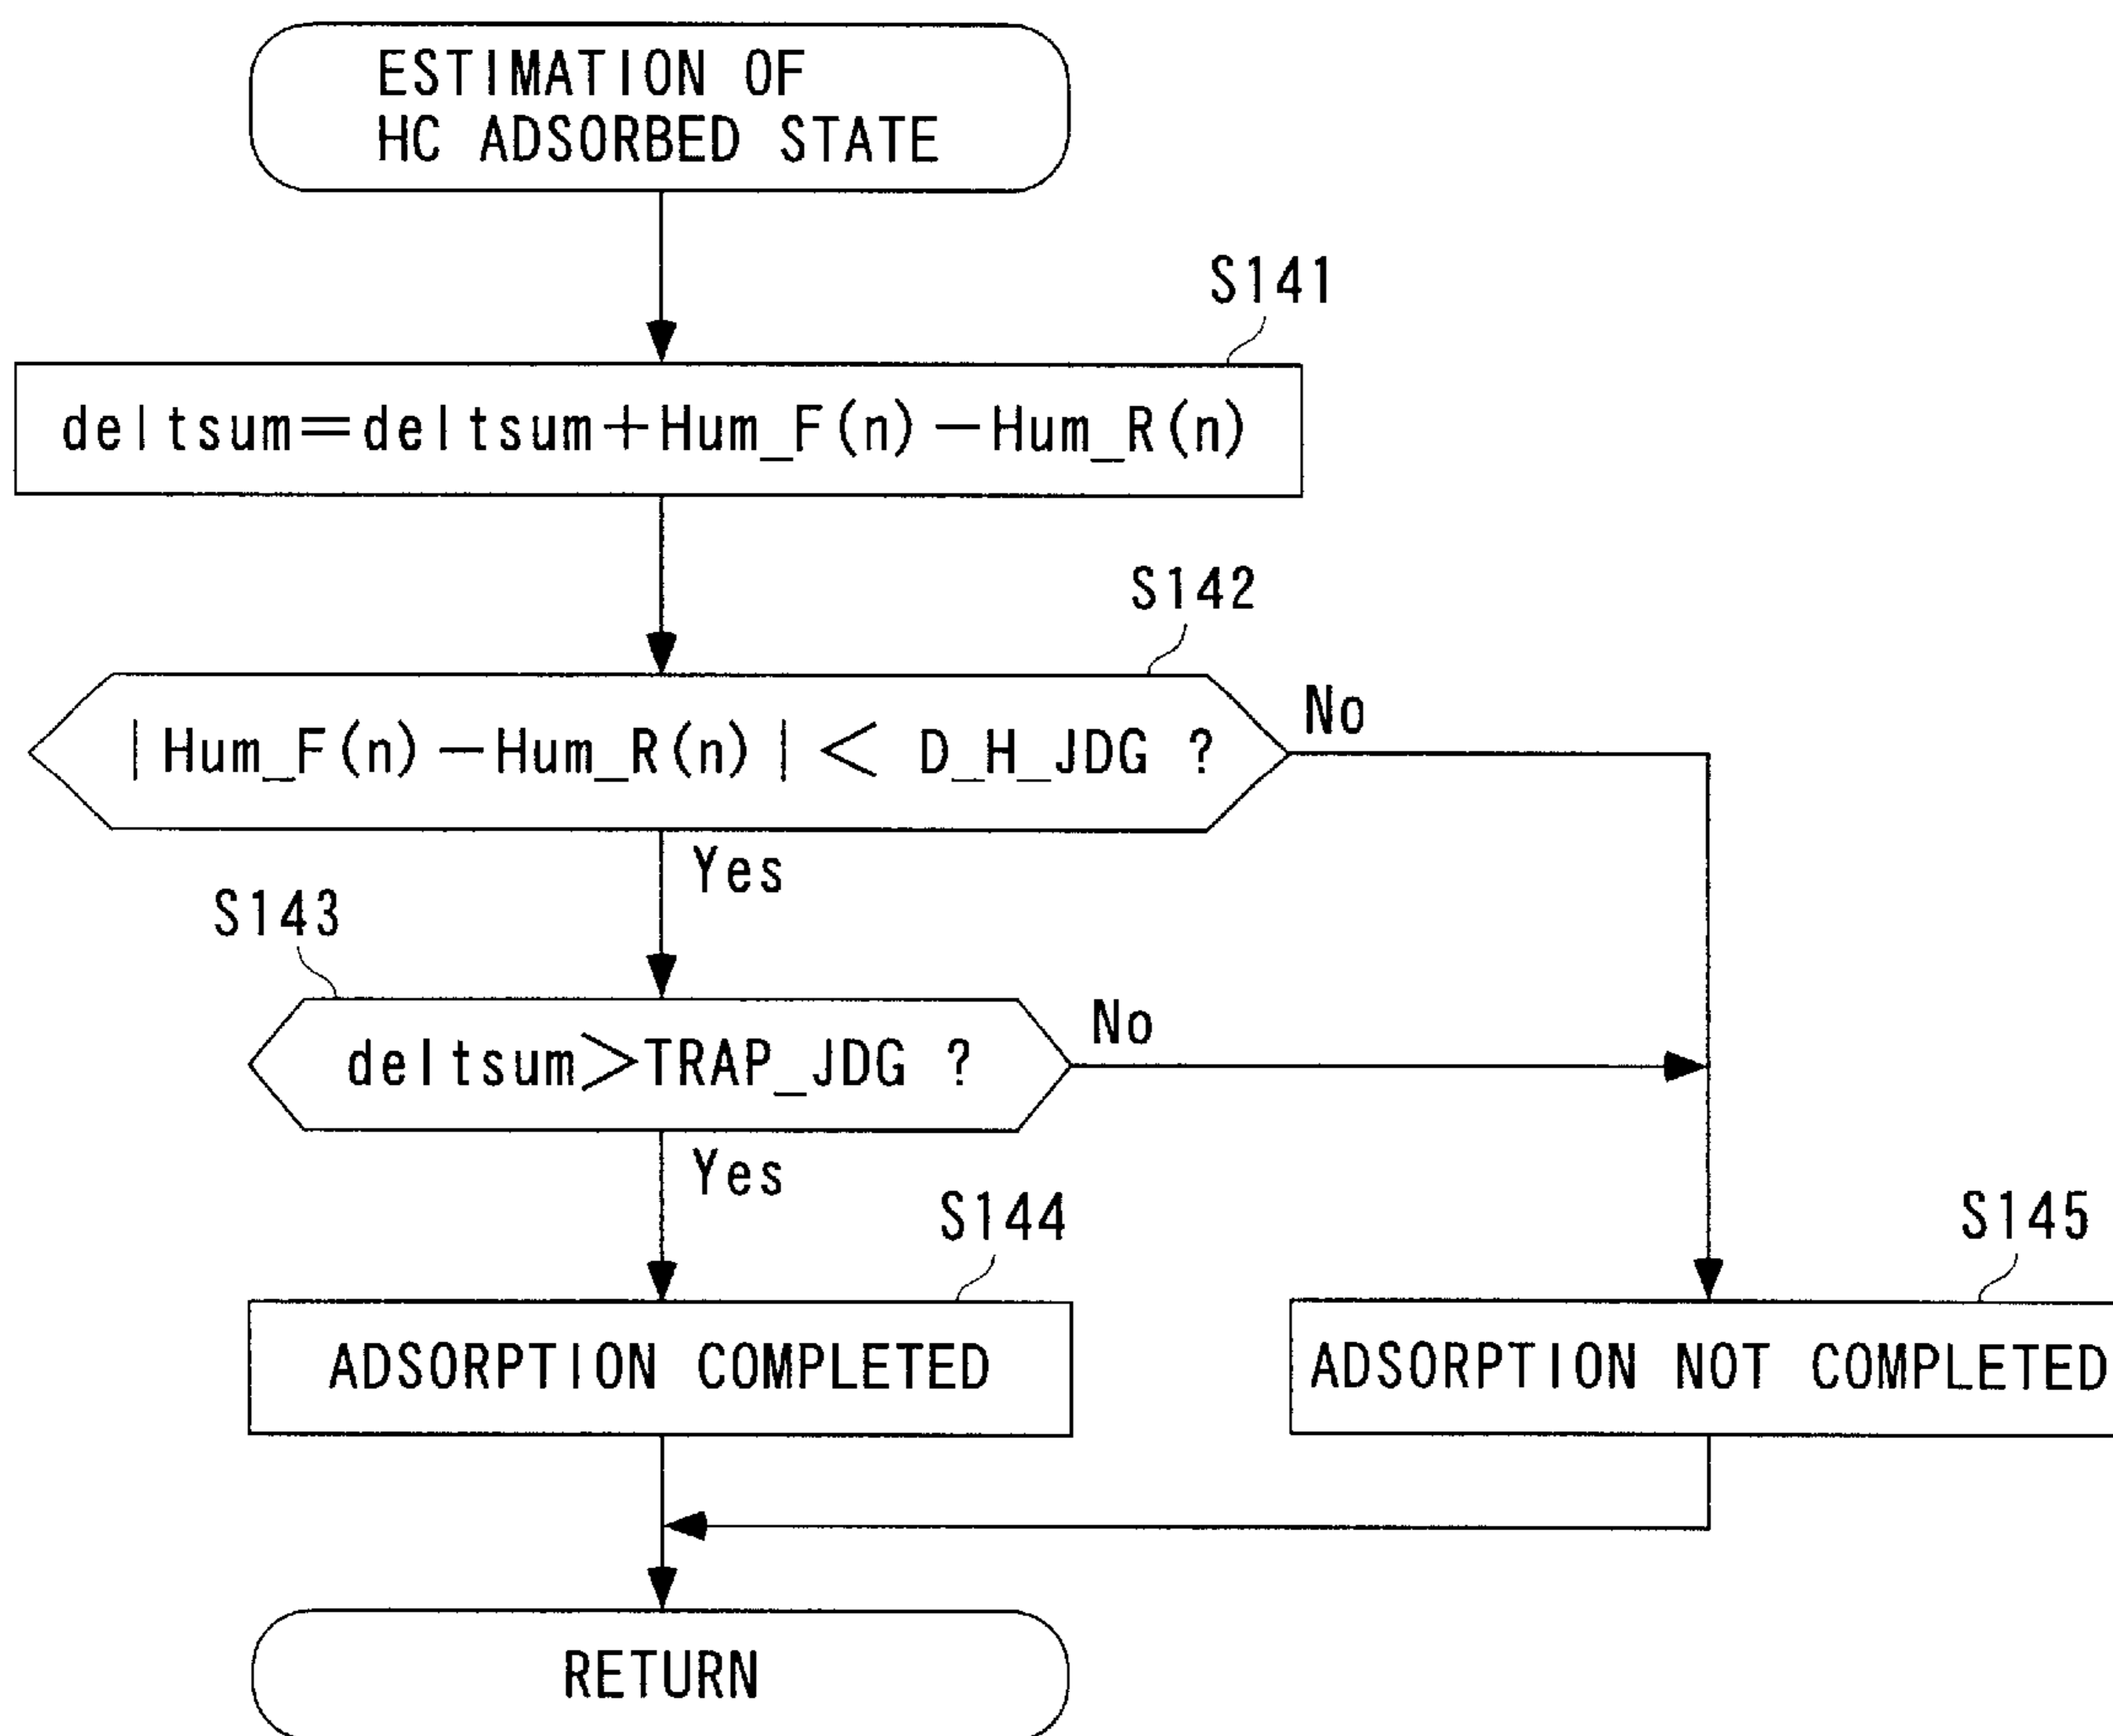 ESTIMATION OF
HC ADSORBED STATE
S141
deltsum=deltsum+Hum_F(n)-Hum_R(n)
S142
|Hum_F(n)-Hum_R(n)|< D_H_JDG ?
No
Yes
S143
deltsum>TRAP_JDG ?
No
Yes
S144
ADSORPTION COMPLETED
S145
ADSORPTION NOT COMPLETED
RETURN